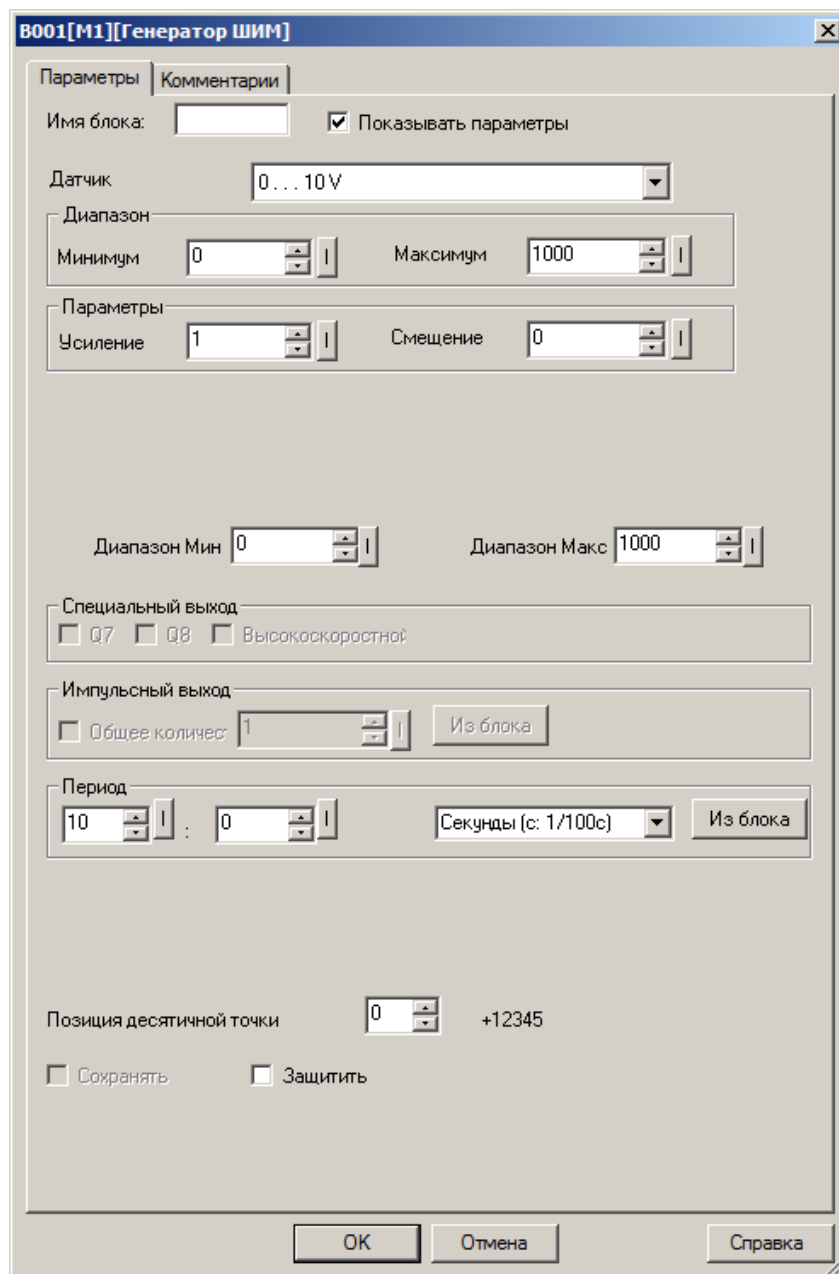 B001[M1][Генератор ШИМ]
Параметры Комментарии
Имя блока: Показывать параметры
Датчик 0 . . . 10 V
Диапазон
Минимум 0 Максимум 1000
Параметры
Усиление 1 Смещение 0
Диапазон Мин 0 Диапазон Макс 1000
Специальный выход
Q7 Q8 Высокоскоростной
Импульсный выход
Общее количес 1 Из блока
Период
10 : 0 Секунды (с: 1/100с) Из блока
Позиция десятичной точки 0 +12345
Сохранять Защитить
OK Отмена Справка